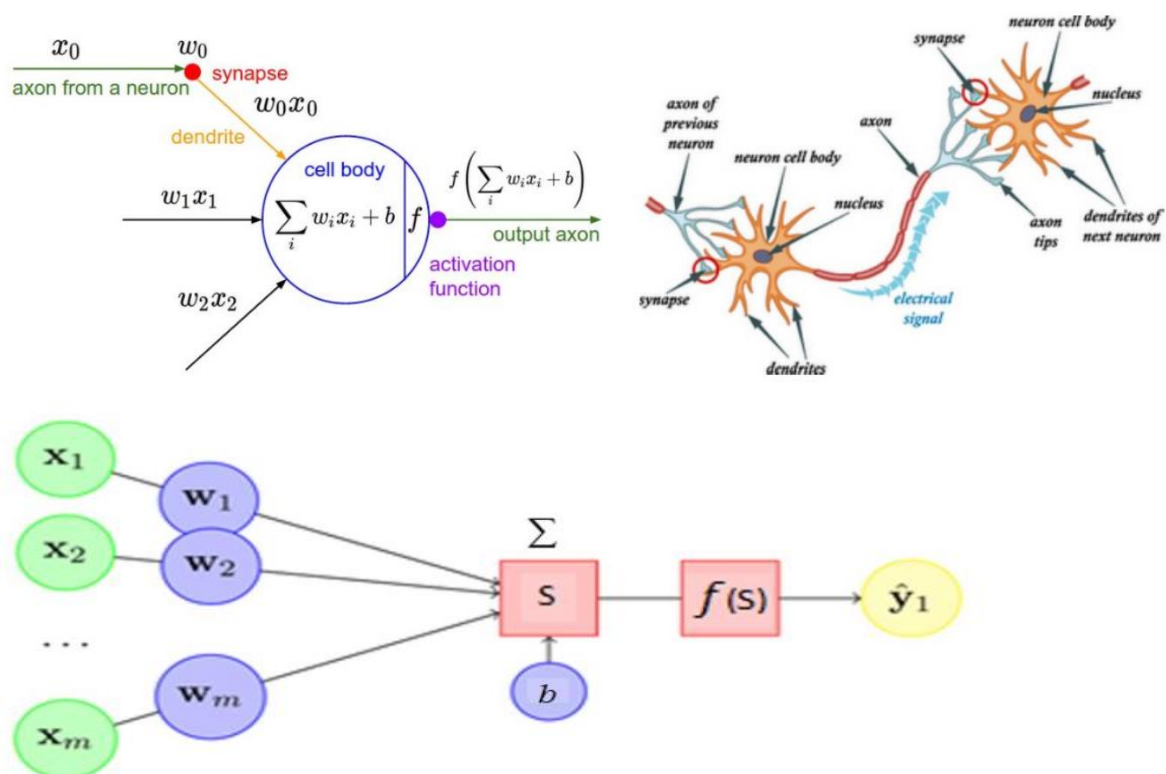 x₀
w₀
axon from a neuron
synapse
w₀x₀
dendrite
cell body
w₁x₁
∑ᵢ wᵢxᵢ + b
f
f(∑ᵢ wᵢxᵢ + b)
output axon
activation
function
w₂x₂
neuron cell body
synapse
nucleus
axon of
previous
neuron
axon
neuron cell body
nucleus
axon
tips
dendrites of
next neuron
synapse
electrical
signal
dendrites
x₁
w₁
x₂
w₂
∑
S
f(S)
ŷ₁
...
xₘ
wₘ
b